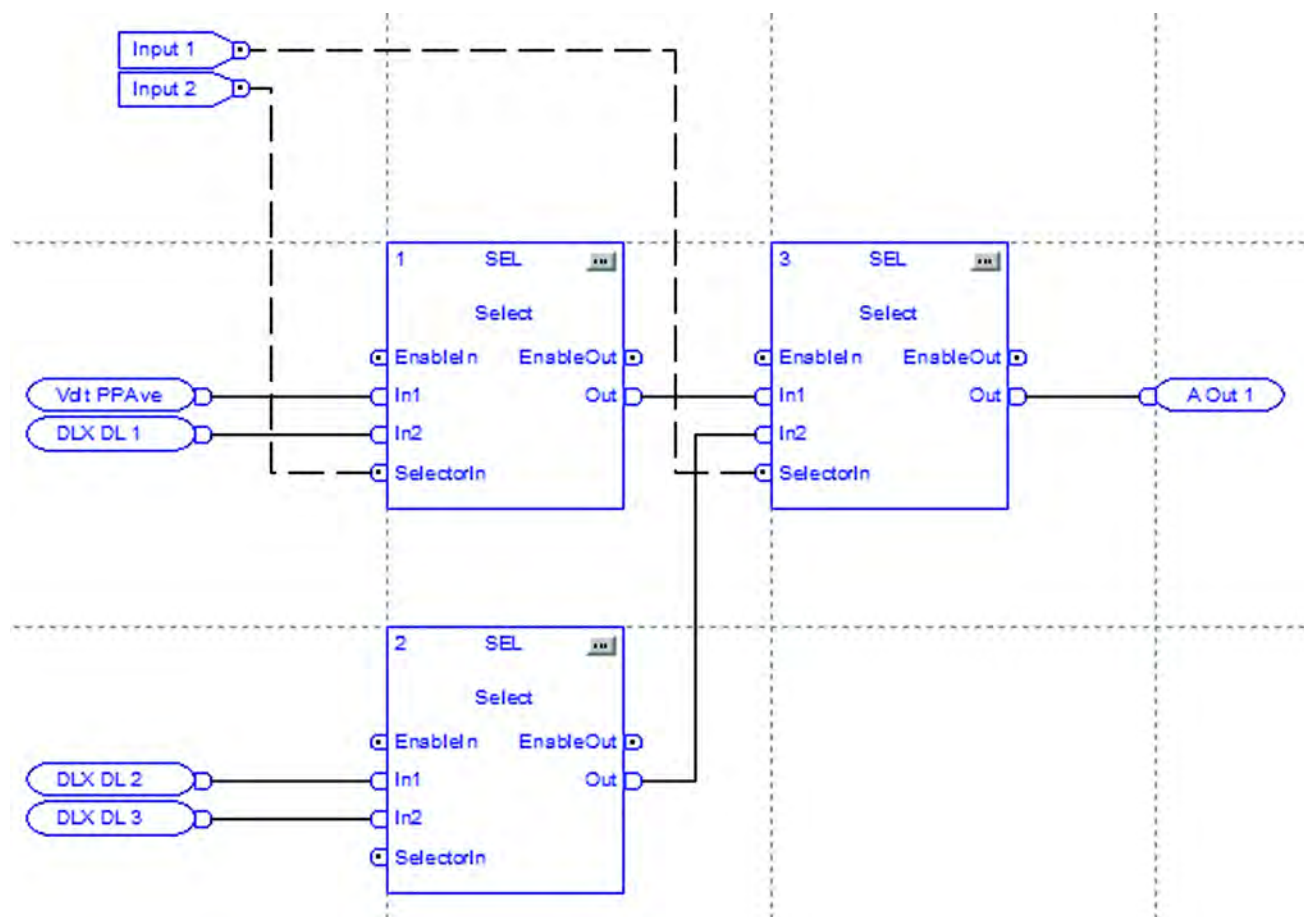 Input 1
Input 2
1 SEL
Select
EnableIn EnableOut
Vdt PPAve In1 Out
DLX DL 1 In2
SelectorIn
3 SEL
Select
EnableIn EnableOut
In1 Out A Out 1
In2
SelectorIn
2 SEL
Select
EnableIn EnableOut
DLX DL 2 In1 Out
DLX DL 3 In2
SelectorIn